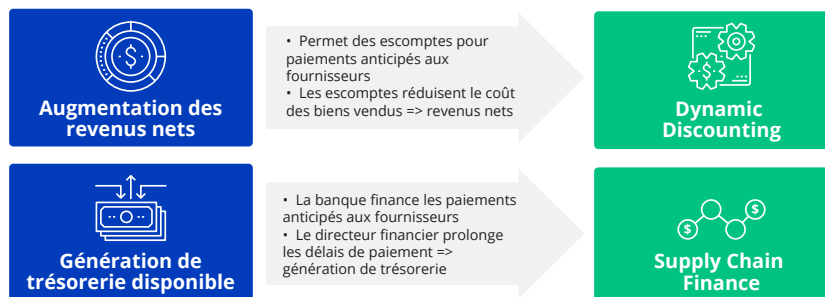 Augmentation des
revenus nets
• Permet des escomptes pour
paiements anticipés aux
fournisseurs
• Les escomptes réduisent le coût
des biens vendus => revenus nets
$
Dynamic
Discounting
Génération de
trésorerie disponible
• La banque finance les paiements
anticipés aux fournisseurs
• Le directeur financier prolonge
les délais de paiement =>
génération de trésorerie
$
$
Supply Chain
Finance